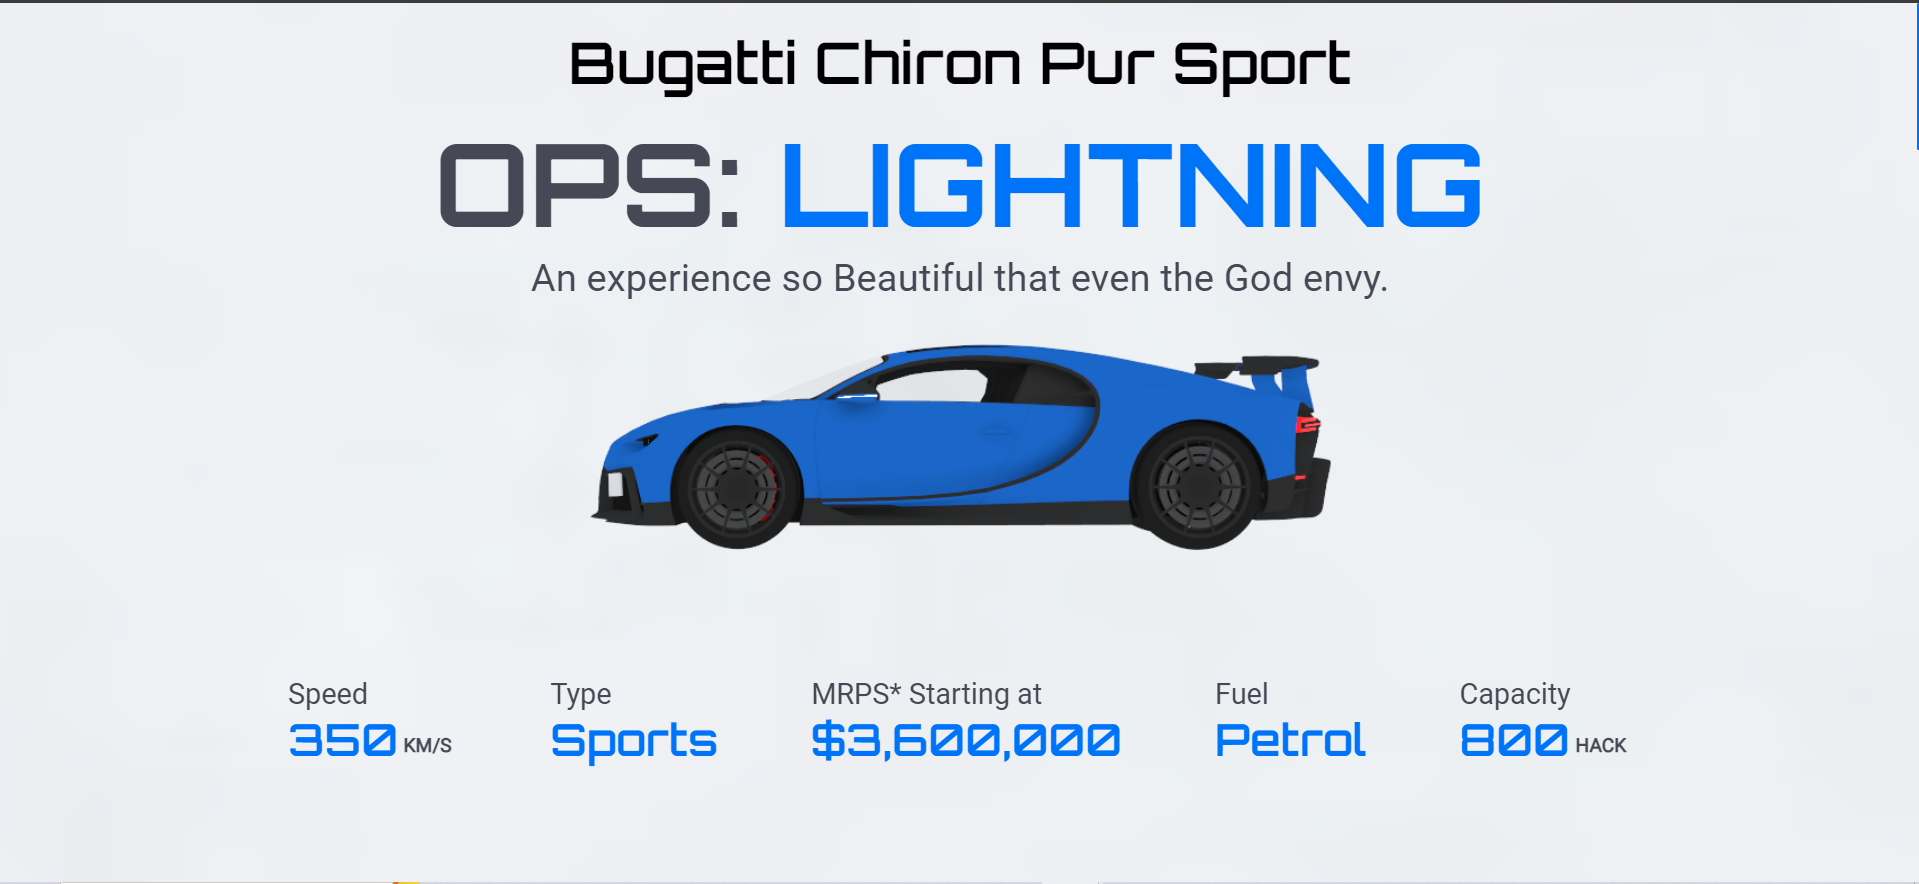 Bugatti Chiron Pur Sport
OPS: LIGHTNING
An experience so Beautiful that even the God envy.
Speed
350 KM/S
Type
Sports
MRPS* Starting at
$3,600,000
Fuel
Petrol
Capacity
800 HACK